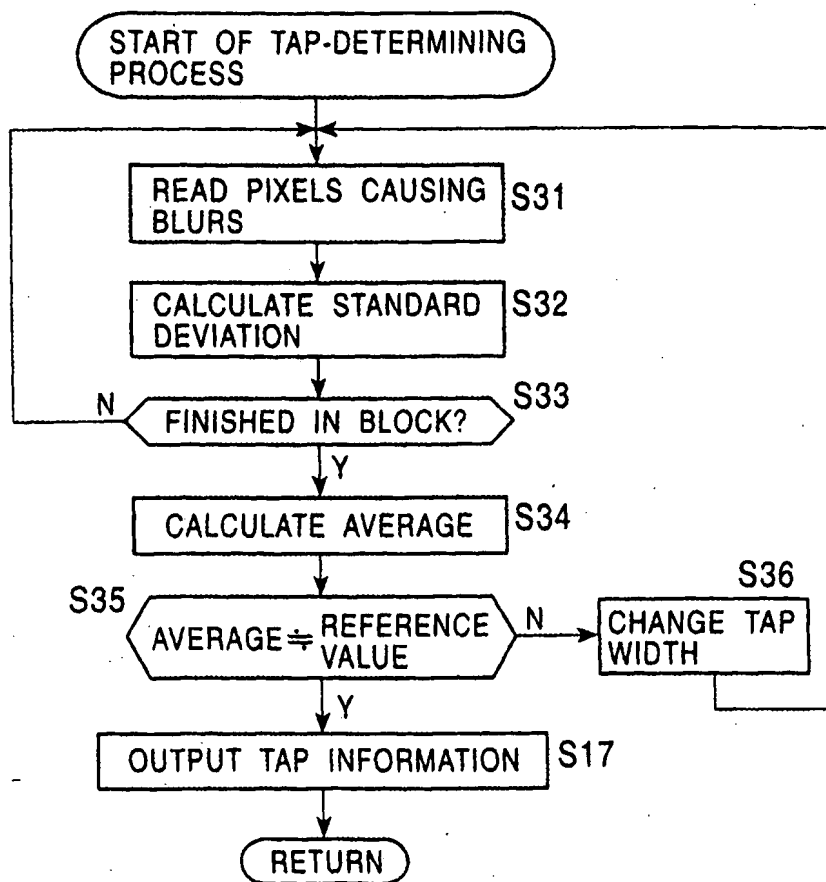 START OF TAP-DETERMINING
PROCESS
READ PIXELS CAUSING
BLURS
S31
CALCULATE STANDARD
DEVIATION
S32
N
FINISHED IN BLOCK?
S33
Y
CALCULATE AVERAGE
S34
S35
AVERAGE≒REFERENCE
VALUE
N
S36
CHANGE TAP
WIDTH
Y
OUTPUT TAP INFORMATION
S17
RETURN